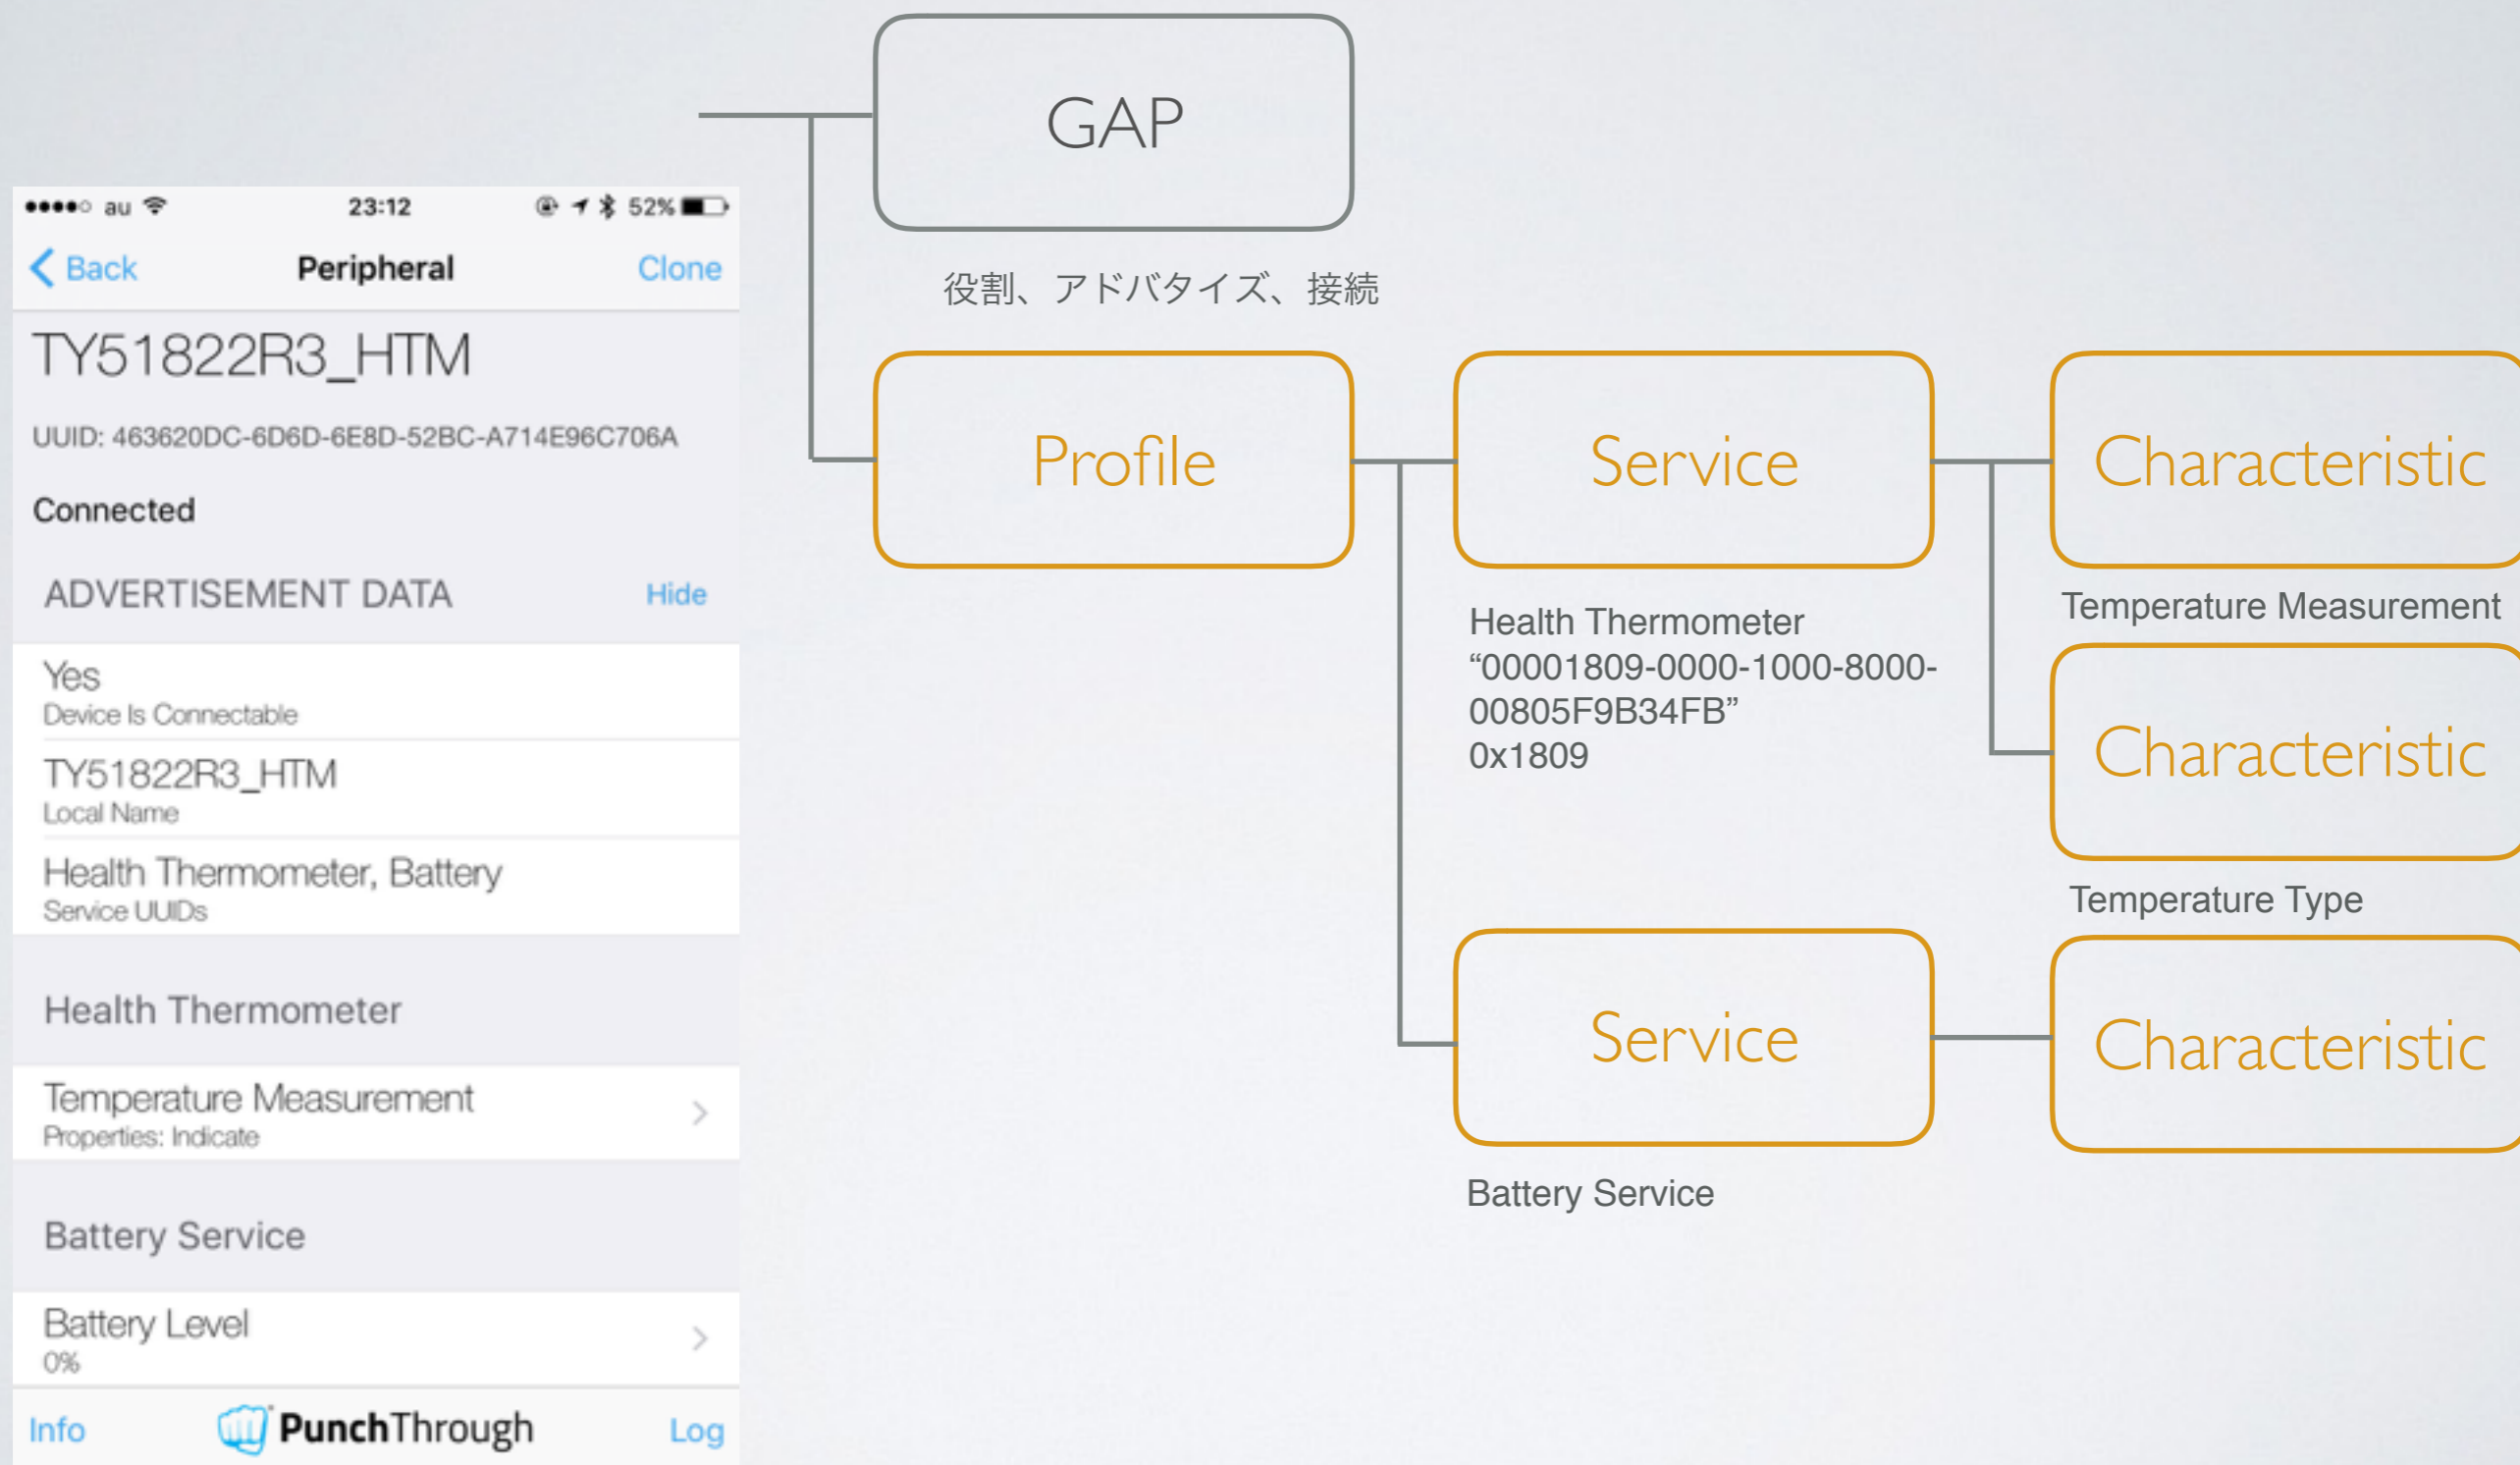 au 23:12 52%
Back Peripheral Clone
TY51822R3_HTM
UUID: 463620DC-6D6D-6E8D-52BC-A714E96C706A
Connected
ADVERTISEMENT DATA Hide
Yes
Device Is Connectable
TY51822R3_HTM
Local Name
Health Thermometer, Battery
Service UUIDs
Health Thermometer
Temperature Measurement
Properties: Indicate
Battery Service
Battery Level
0%
Info PunchThrough Log
GAP
役割、アドバタイズ、接続
Profile
Service
Health Thermometer
“00001809-0000-1000-8000-
00805F9B34FB”
0x1809
Service
Battery Service
Characteristic
Temperature Measurement
Characteristic
Temperature Type
Characteristic